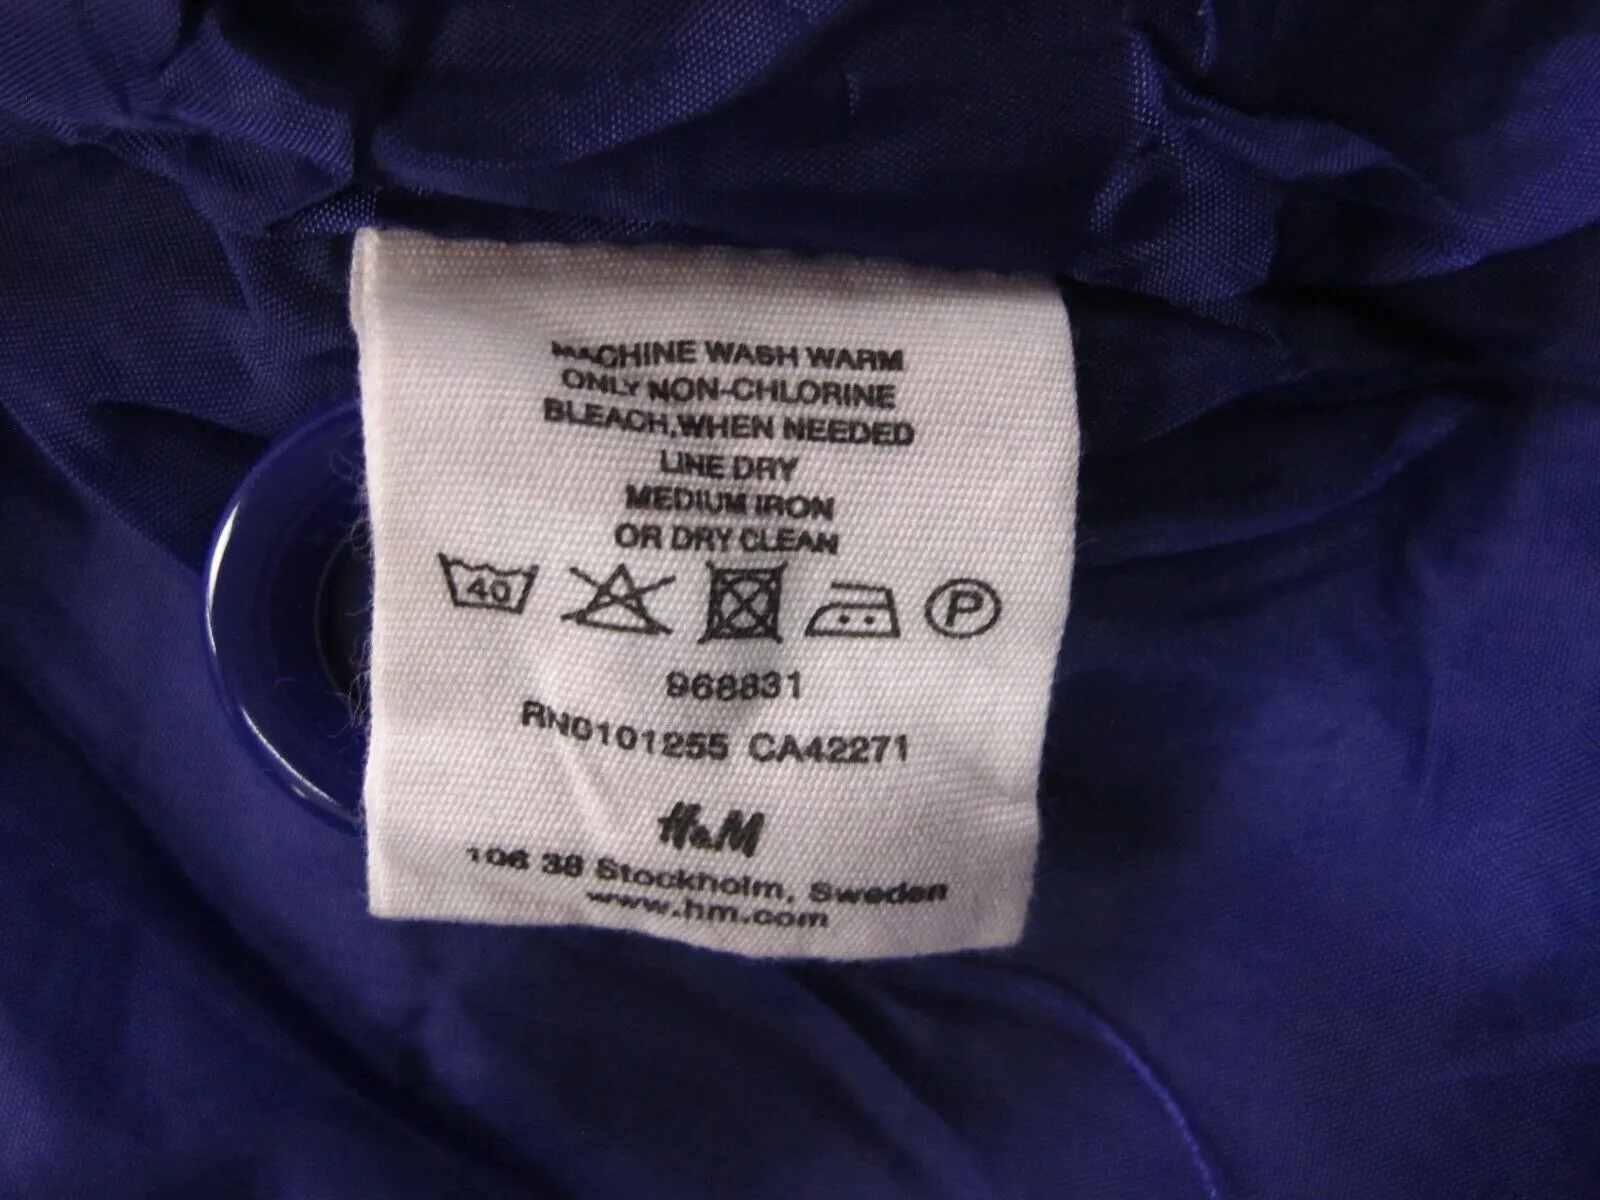 MACHINE WASH WARM
ONLY NON-CHLORINE
BLEACH,WHEN NEEDED
LINE DRY
MEDIUM IRON
OR DRY CLEAN
40 P
968831
RN0101255 CA42271
H&M
106 38 Stockholm, Sweden
www.hm.com